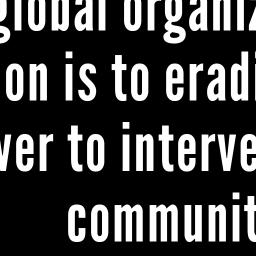 global organiz
on is to eradi
ver to interve
communit